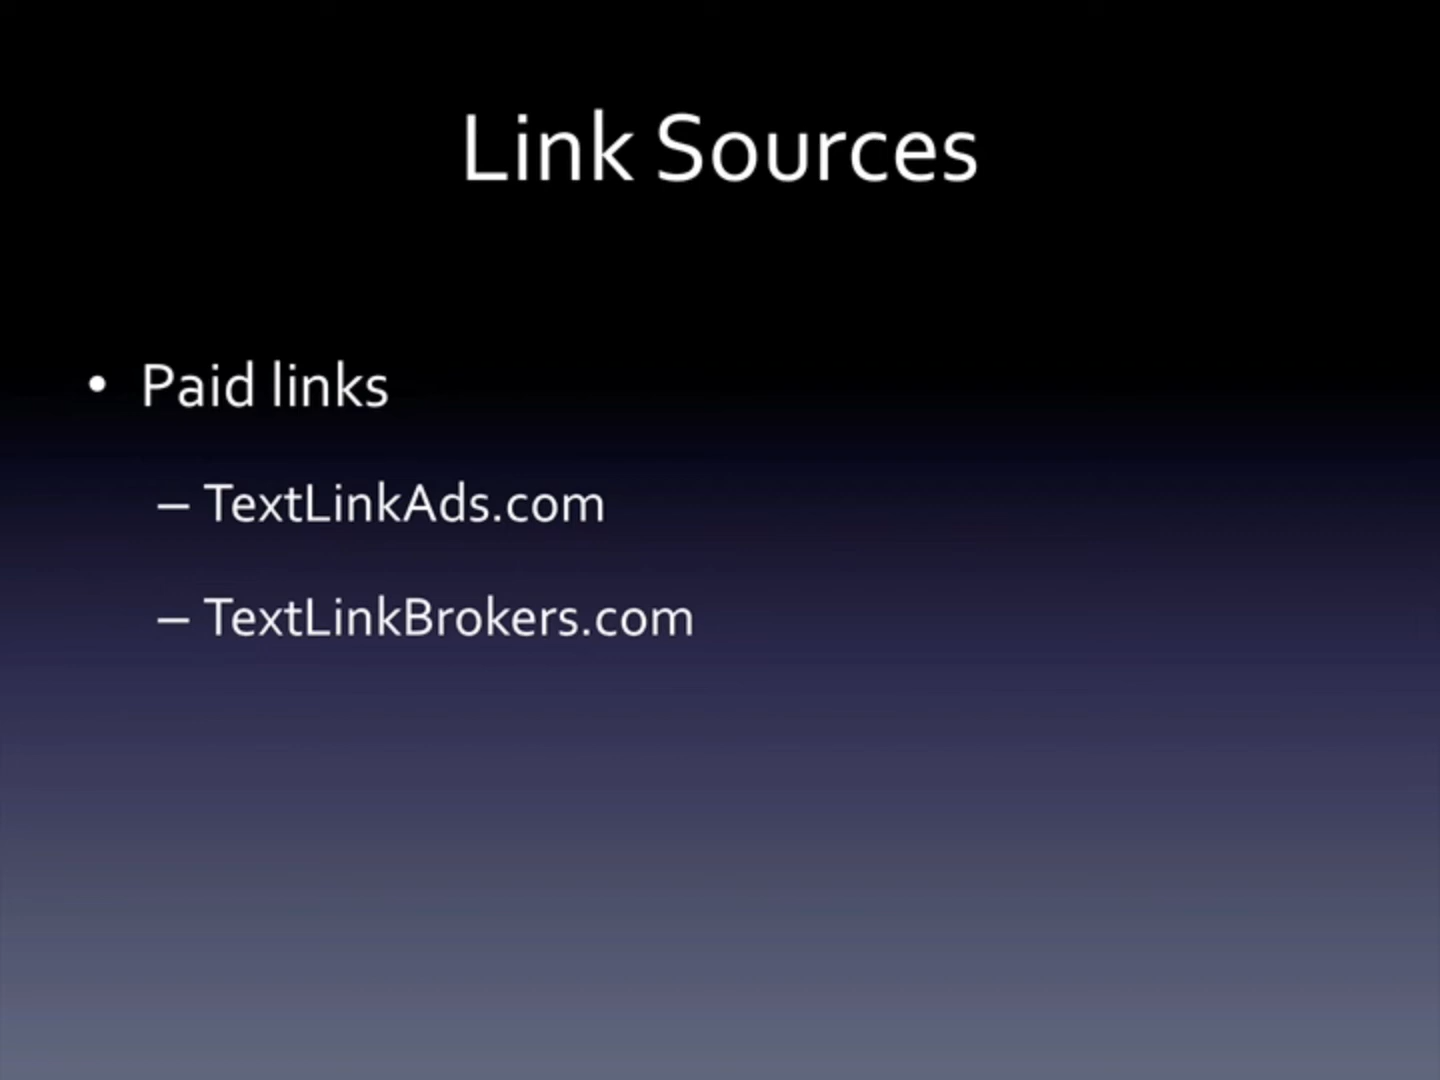 Link Sources
• Paid links
– TextLinkAds.com
– TextLinkBrokers.com